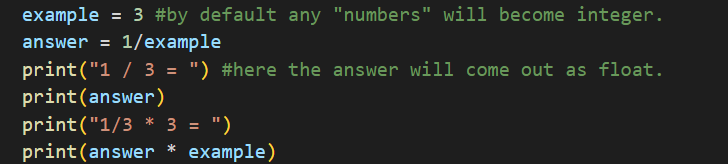 example = 3 #by default any "numbers" will become integer.
answer = 1/example
print("1 / 3 = ") #here the answer will come out as float.
print(answer)
print("1/3 * 3 = ")
print(answer * example)